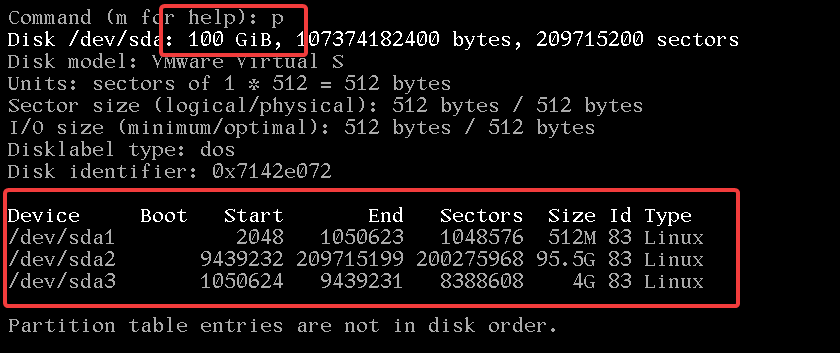 Command (m for help): p
Disk /dev/sda: 100 GiB, 107374182400 bytes, 209715200 sectors
Disk model: VMware Virtual S
Units: sectors of 1 * 512 = 512 bytes
Sector size (logical/physical): 512 bytes / 512 bytes
I/O size (minimum/optimal): 512 bytes / 512 bytes
Disklabel type: dos
Disk identifier: 0x7142e072
Device     Boot   Start       End   Sectors  Size Id Type
/dev/sda1          2048   1050623   1048576  512M 83 Linux
/dev/sda2       9439232 209715199 200275968 95.5G 83 Linux
/dev/sda3       1050624   9439231   8388608    4G 83 Linux
Partition table entries are not in disk order.